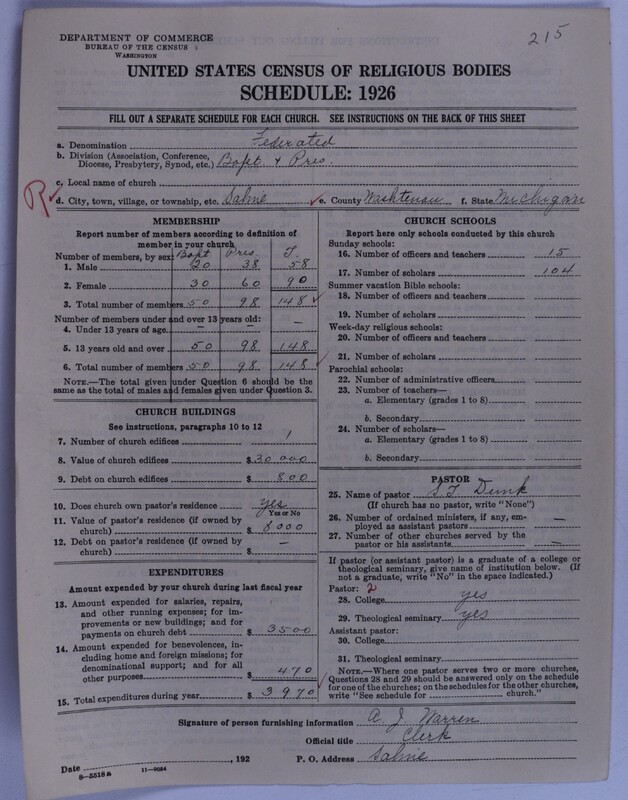 215
DEPARTMENT OF COMMERCE
BUREAU OF THE CENSUS
WASHINGTON
UNITED STATES CENSUS OF RELIGIOUS BODIES
SCHEDULE: 1926
FILL OUT A SEPARATE SCHEDULE FOR EACH CHURCH. SEE INSTRUCTIONS ON THE BACK OF THIS SHEET
a. Denomination Federated
b. Division (Association, Conference, Diocese, Presbytery, Synod, etc.) Bapt & Pres.
c. Local name of church
R d. City, town, village, or township, etc. Saline e. County Washtenau f. State Michigan
MEMBERSHIP
Report number of members according to definition of
member in your church
Number of members, by sex: Bapt Pres. T.
1. Male 20 38 58
2. Female 30 60 90
3. Total number of members 50 98 148
Number of members under and over 13 years old:
4. Under 13 years of age – – –
5. 13 years old and over 50 98 148
6. Total number of members 50 98 148
NOTE.—The total given under Question 6 should be the
same as the total of males and females given under Question 3.
CHURCH BUILDINGS
See instructions, paragraphs 10 to 12
7. Number of church edifices 1
8. Value of church edifices $ 30000
9. Debt on church edifices $ 800
10. Does church own pastor's residence yes
Yes or No
11. Value of pastor's residence (if owned by
church) $ 8000
12. Debt on pastor's residence (if owned by
church) $ –
EXPENDITURES
Amount expended by your church during last fiscal year
13. Amount expended for salaries, repairs,
and other running expenses; for im-
provements or new buildings; and for
payments on church debt $ 3500
14. Amount expended for benevolences, in-
cluding home and foreign missions; for
denominational support; and for all
other purposes $ 470
15. Total expenditures during year $ 3970
CHURCH SCHOOLS
Report here only schools conducted by this church
Sunday schools:
16. Number of officers and teachers 15
17. Number of scholars 104
Summer vacation Bible schools:
18. Number of officers and teachers
19. Number of scholars
Week-day religious schools:
20. Number of officers and teachers
21. Number of scholars
Parochial schools:
22. Number of administrative officers
23. Number of teachers—
a. Elementary (grades 1 to 8)
b. Secondary
24. Number of scholars—
a. Elementary (grades 1 to 8)
b. Secondary
PASTOR
25. Name of pastor
(If church has no pastor, write "None")
26. Number of ordained ministers, if any, em-
ployed as assistant pastors –
27. Number of other churches served by the
pastor or his assistants –
If pastor (or assistant pastor) is a graduate of a college or
theological seminary, give name of institution below. (If
not a graduate, write "No" in the space indicated.)
Pastor: 2
28. College yes
29. Theological seminary yes
Assistant pastor:
30. College
31. Theological seminary
NOTE.—Where one pastor serves two or more churches,
Questions 28 and 29 should be answered only on the schedule
for one of the churches; on the schedules for the other churches,
write "See schedule for church."
Signature of person furnishing information A. J. Warren
Official title Clerk
Date , 192 P. O. Address Saline
8—5518a 11—9034